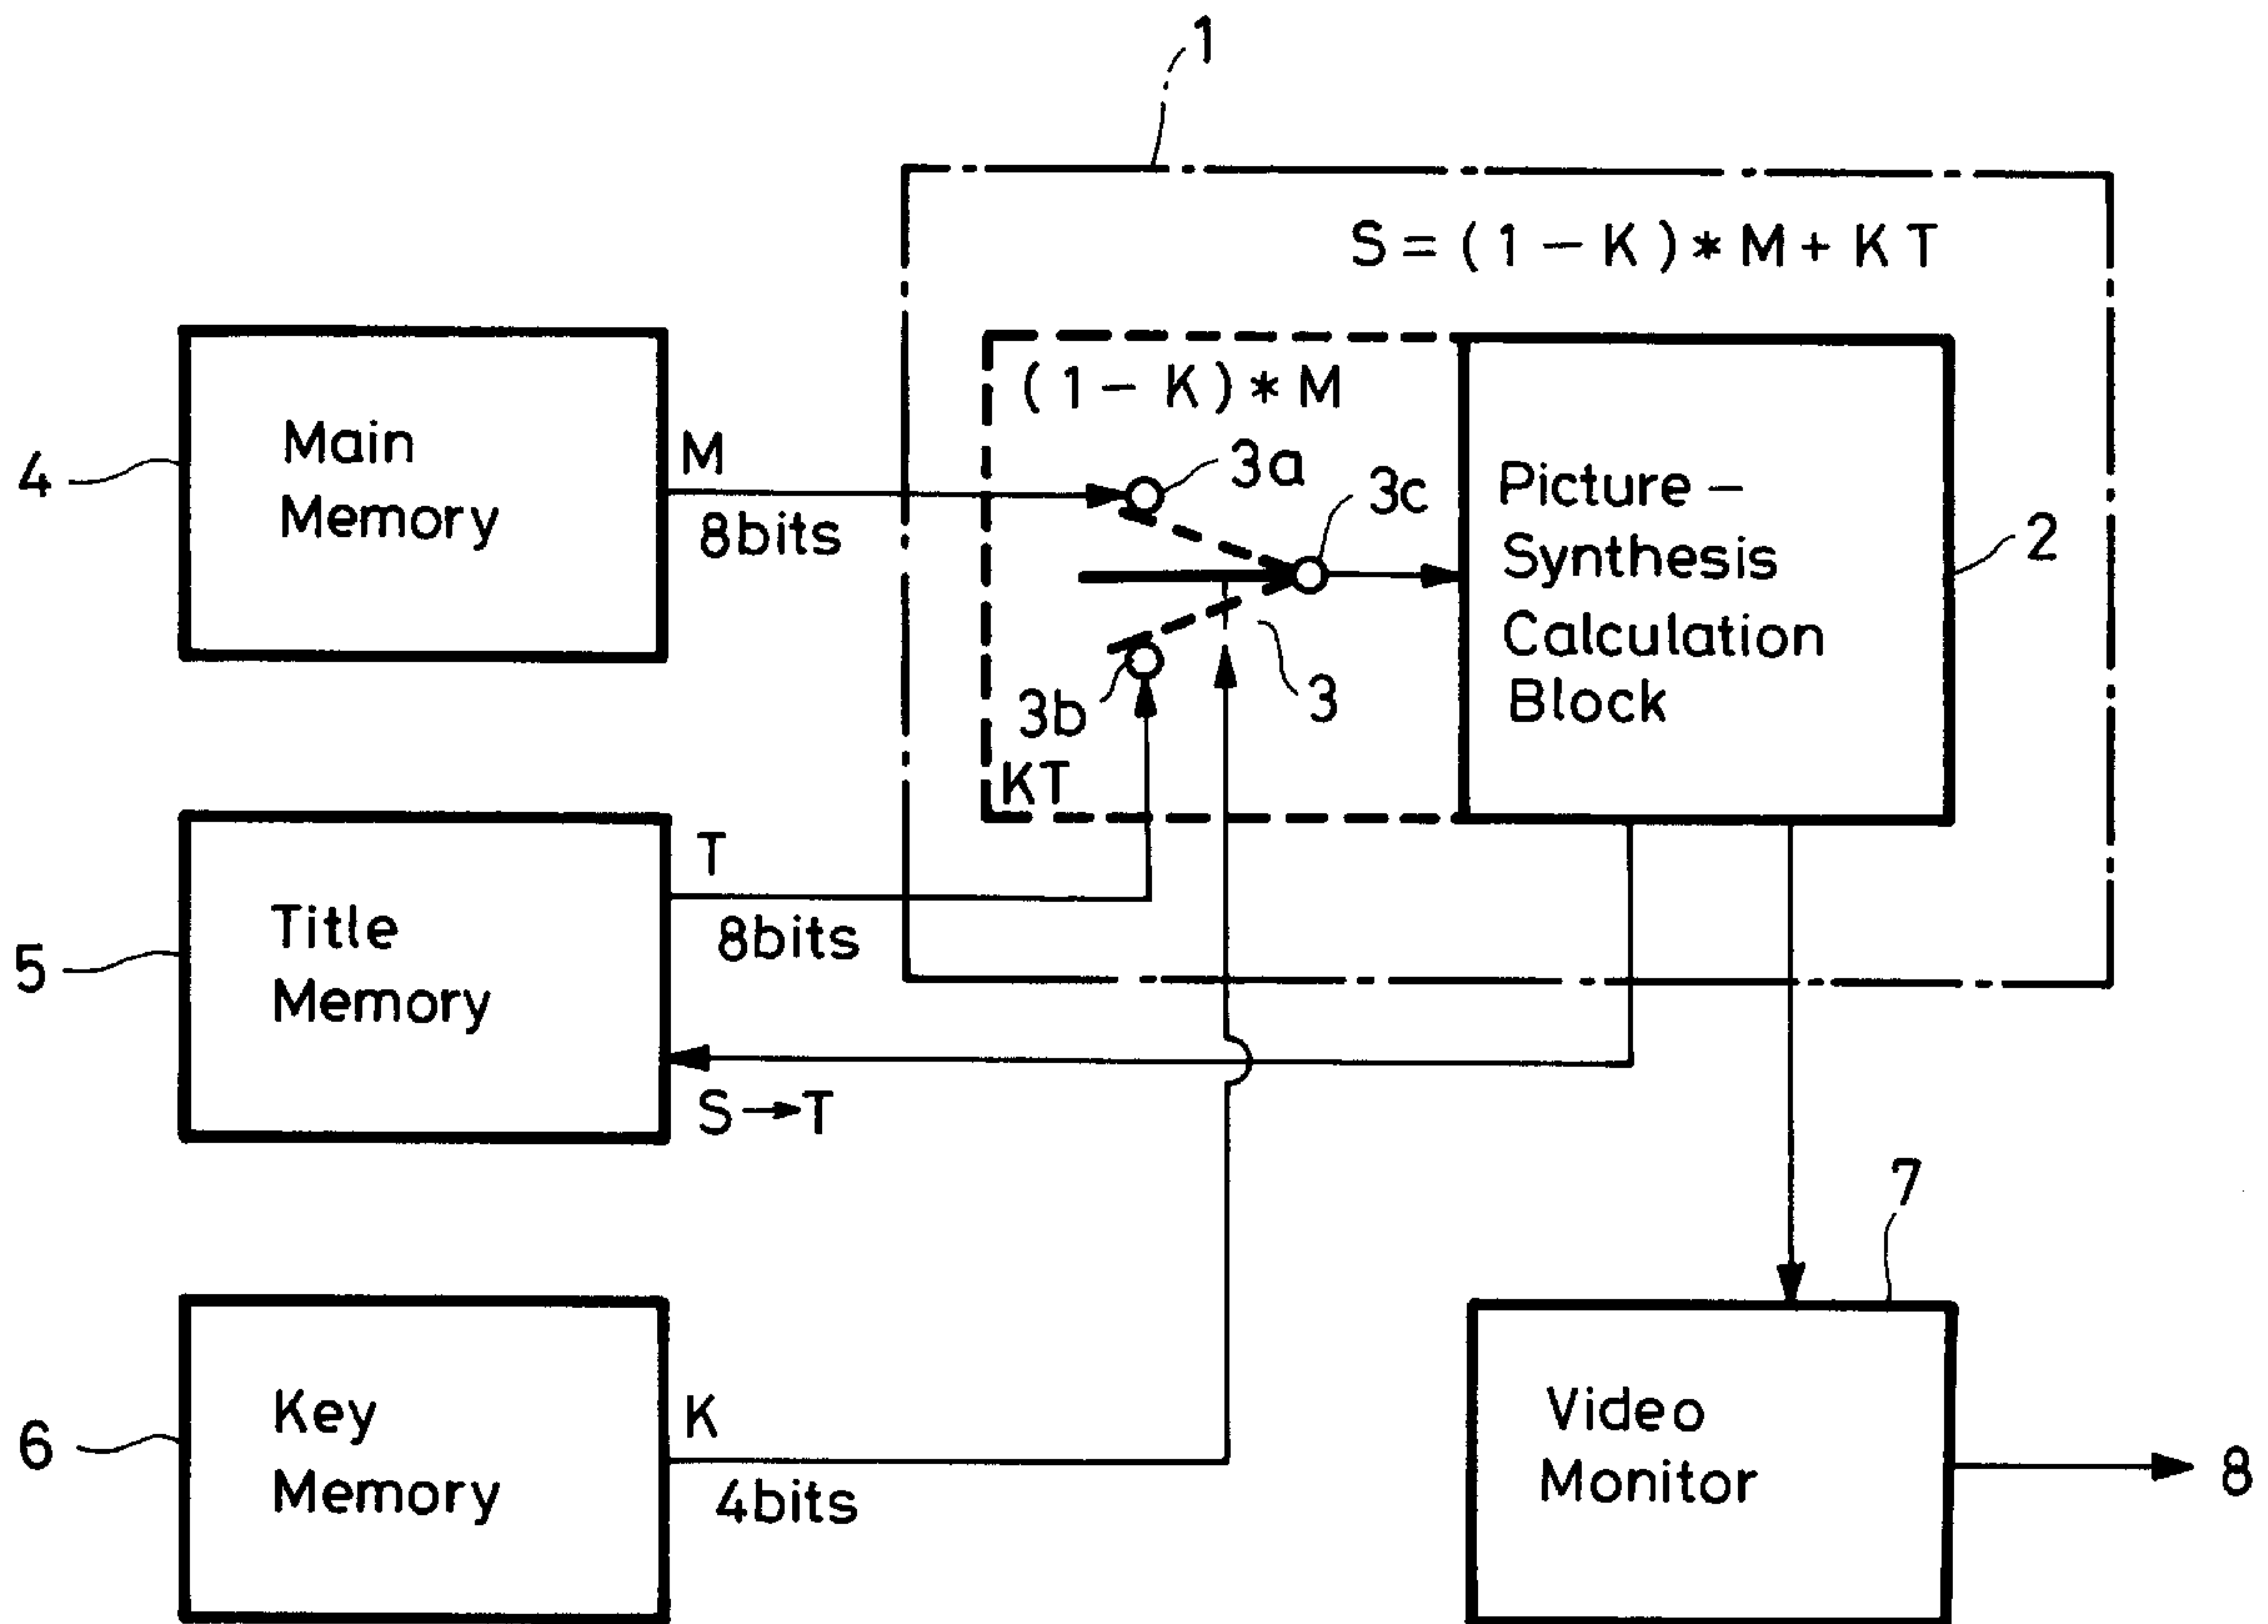 1
S=(1-K)*M+KT
(1-K)*M
4
Main
Memory
M
8bits
3a
3c
Picture-
Synthesis
Calculation
Block
2
3b
3
KT
5
Title
Memory
T
8bits
S→T
7
6
Key
Memory
K
4bits
Video
Monitor
8